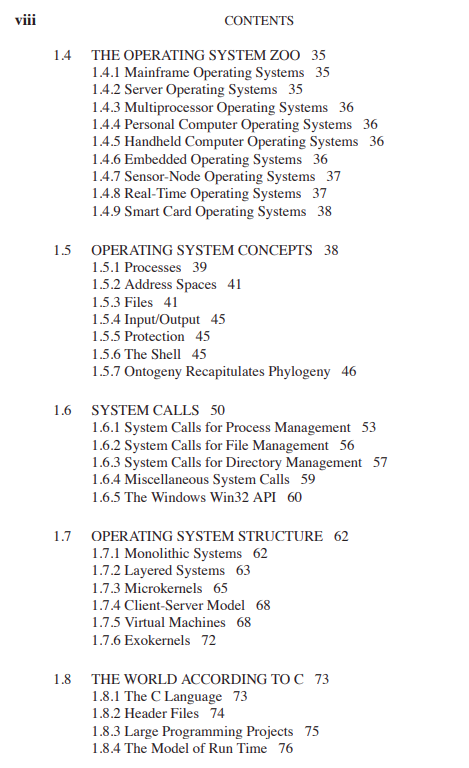 viii CONTENTS
1.4 THE OPERATING SYSTEM ZOO 35
1.4.1 Mainframe Operating Systems 35
1.4.2 Server Operating Systems 35
1.4.3 Multiprocessor Operating Systems 36
1.4.4 Personal Computer Operating Systems 36
1.4.5 Handheld Computer Operating Systems 36
1.4.6 Embedded Operating Systems 36
1.4.7 Sensor-Node Operating Systems 37
1.4.8 Real-Time Operating Systems 37
1.4.9 Smart Card Operating Systems 38
1.5 OPERATING SYSTEM CONCEPTS 38
1.5.1 Processes 39
1.5.2 Address Spaces 41
1.5.3 Files 41
1.5.4 Input/Output 45
1.5.5 Protection 45
1.5.6 The Shell 45
1.5.7 Ontogeny Recapitulates Phylogeny 46
1.6 SYSTEM CALLS 50
1.6.1 System Calls for Process Management 53
1.6.2 System Calls for File Management 56
1.6.3 System Calls for Directory Management 57
1.6.4 Miscellaneous System Calls 59
1.6.5 The Windows Win32 API 60
1.7 OPERATING SYSTEM STRUCTURE 62
1.7.1 Monolithic Systems 62
1.7.2 Layered Systems 63
1.7.3 Microkernels 65
1.7.4 Client-Server Model 68
1.7.5 Virtual Machines 68
1.7.6 Exokernels 72
1.8 THE WORLD ACCORDING TO C 73
1.8.1 The C Language 73
1.8.2 Header Files 74
1.8.3 Large Programming Projects 75
1.8.4 The Model of Run Time 76